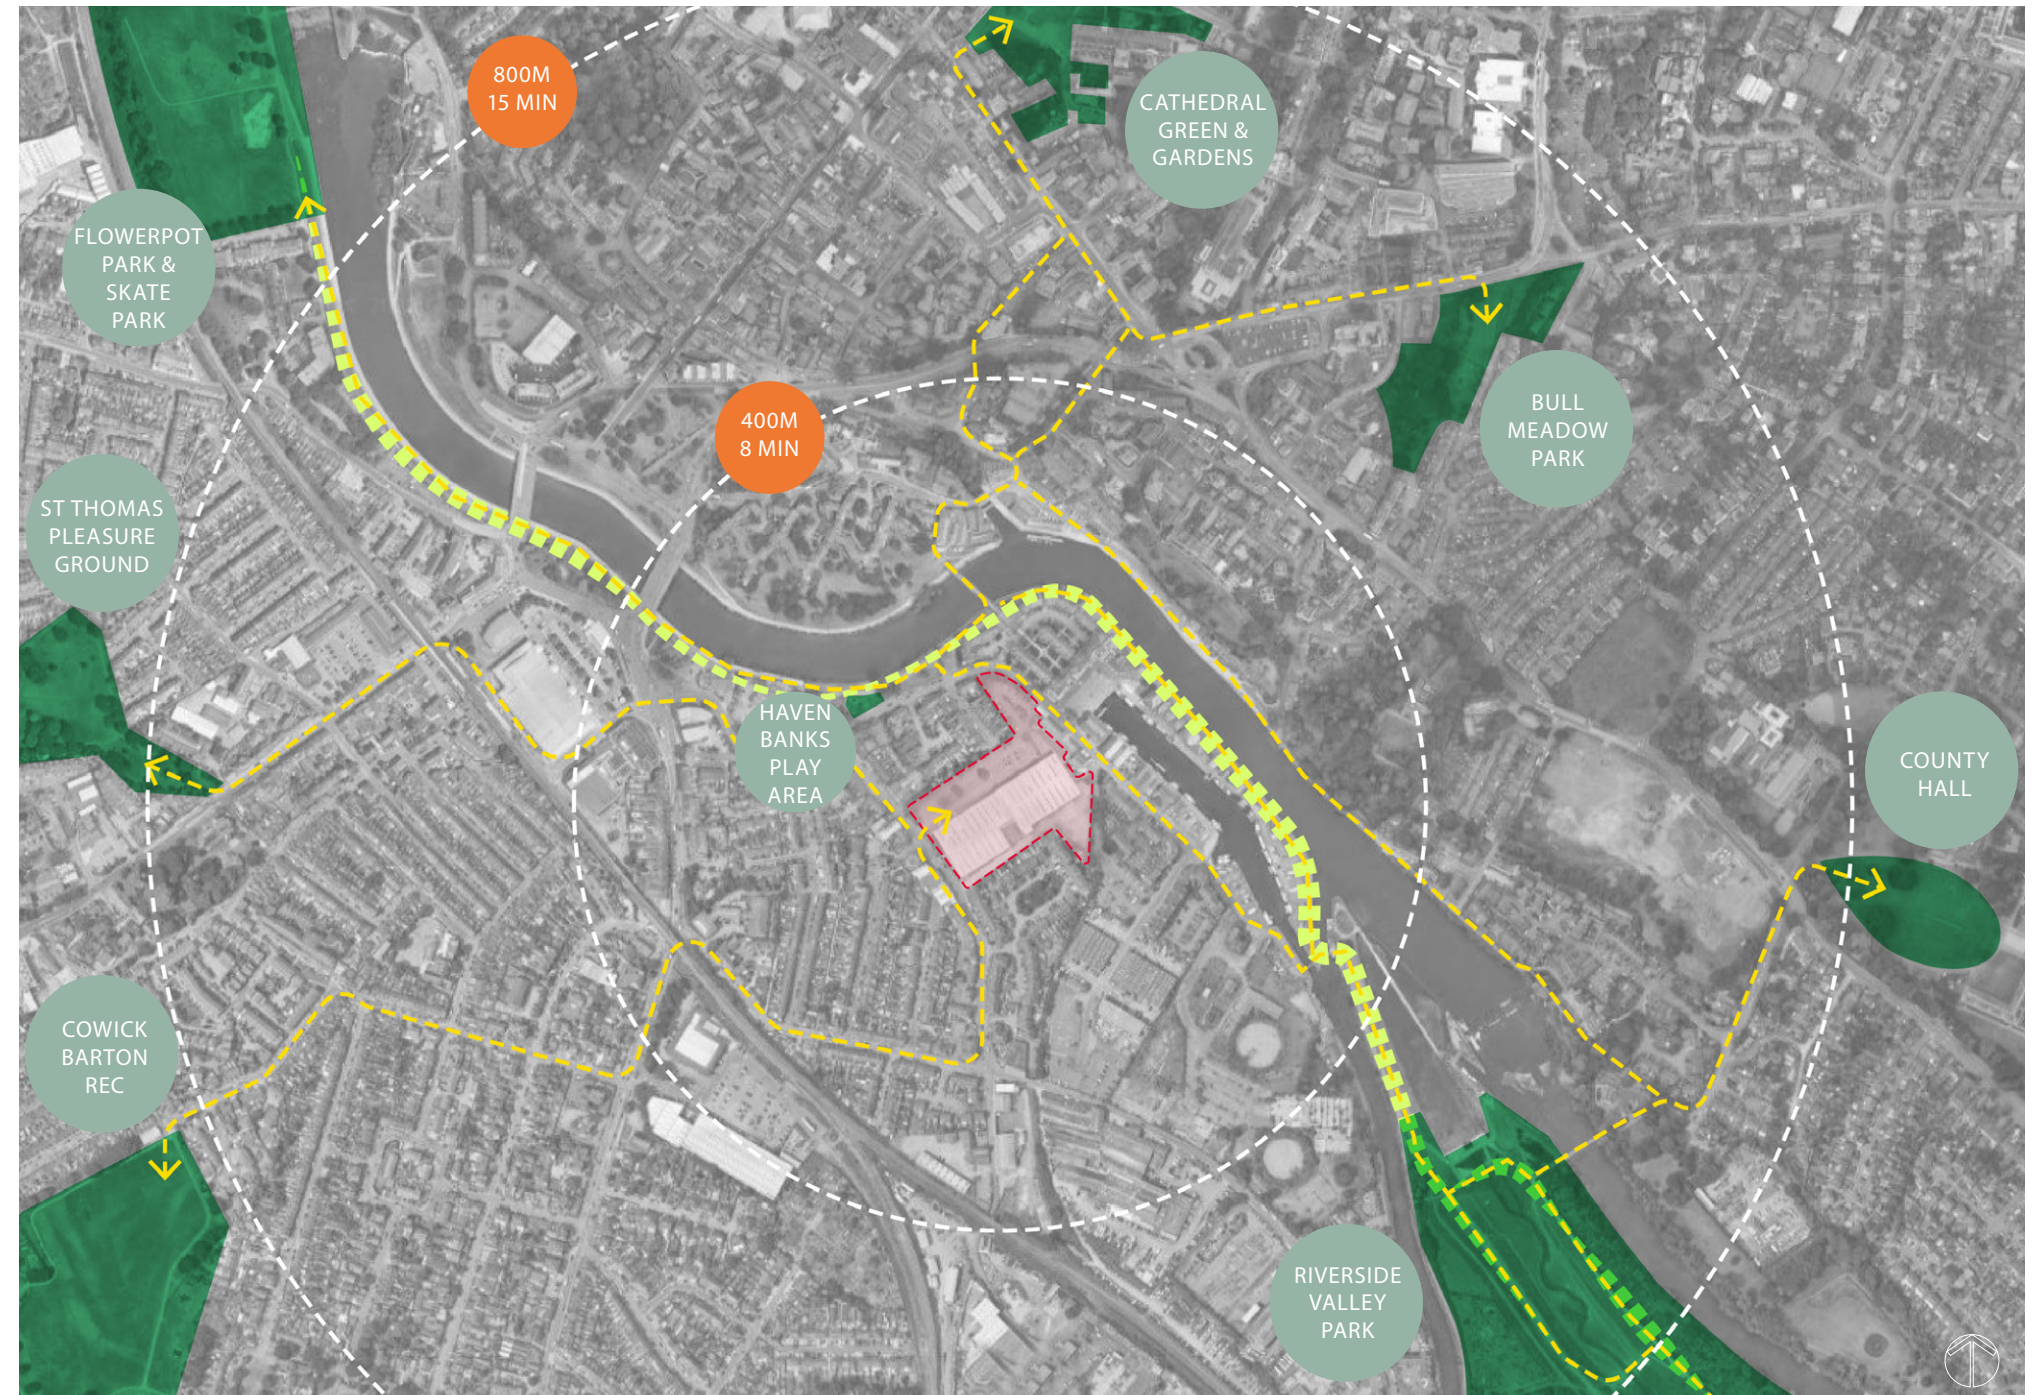 800M
15 MIN
CATHEDRAL
GREEN &
GARDENS
FLOWERPOT
PARK &
SKATE
PARK
400M
8 MIN
BULL
MEADOW
PARK
ST THOMAS
PLEASURE
GROUND
HAVEN
BANKS
PLAY
AREA
COUNTY
HALL
COWICK
BARTON
REC
RIVERSIDE
VALLEY
PARK